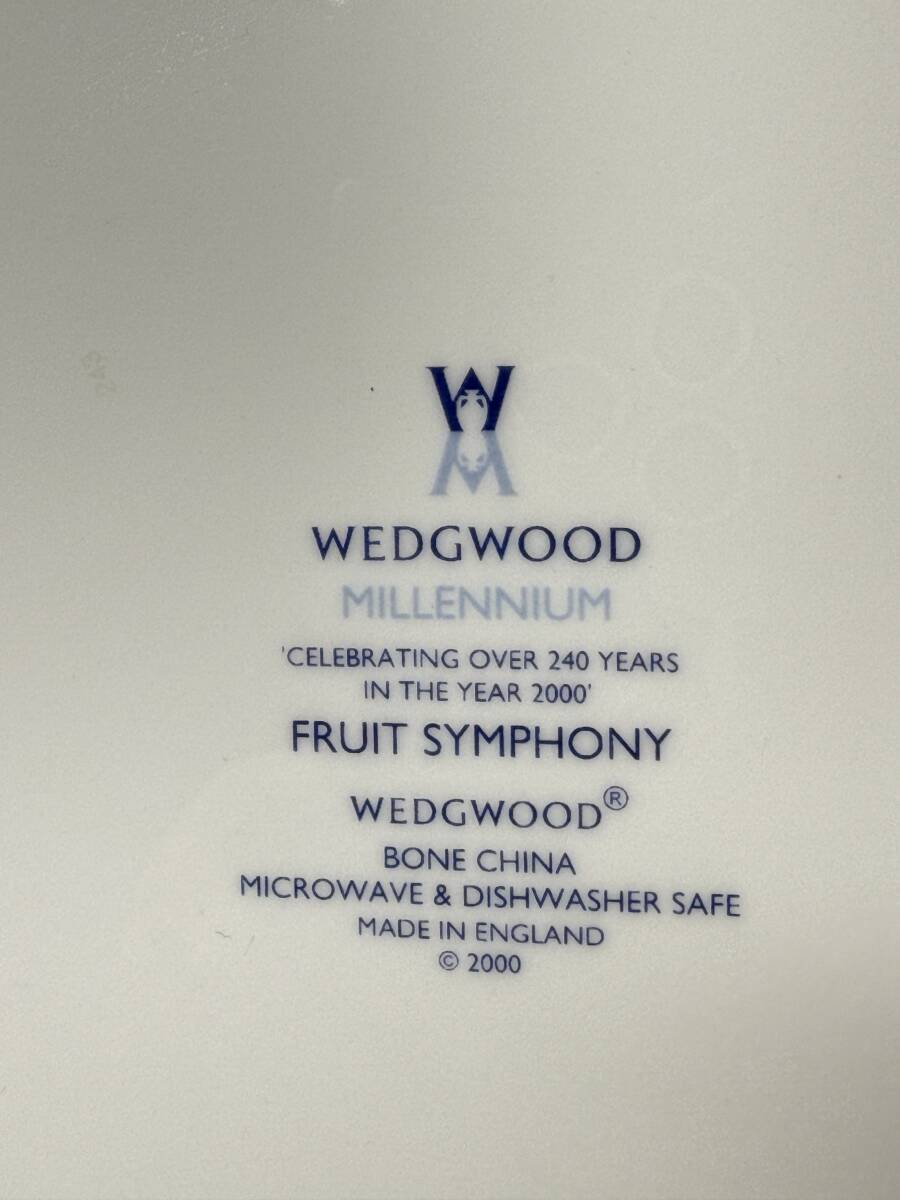 WEDGWOOD
MILLENNIUM
'CELEBRATING OVER 240 YEARS
IN THE YEAR 2000'
FRUIT SYMPHONY
WEDGWOOD®
BONE CHINA
MICROWAVE & DISHWASHER SAFE
MADE IN ENGLAND
© 2000